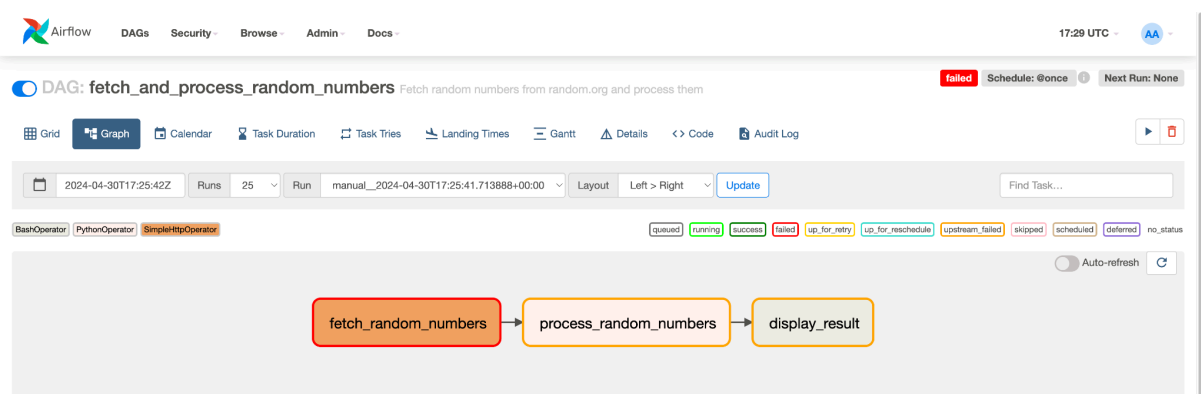 Airflow DAGs Security Browse Admin Docs 17:29 UTC AA
DAG: fetch_and_process_random_numbers Fetch random numbers from random.org and process them failed Schedule: @once i Next Run: None
Grid Graph Calendar Task Duration Task Tries Landing Times Gantt Details <> Code Audit Log
2024-04-30T17:25:42Z Runs 25 Run manual__2024-04-30T17:25:41.713888+00:00 Layout Left > Right Update Find Task...
BashOperator PythonOperator SimpleHttpOperator queued running success failed up_for_retry up_for_reschedule upstream_failed skipped scheduled deferred no_status
Auto-refresh
fetch_random_numbers process_random_numbers display_result